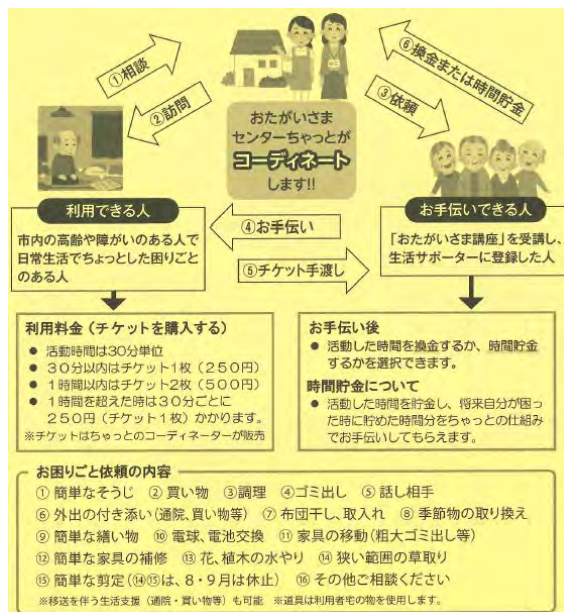 ①相談
②訪問
おたがいさま
センターちゃっとが
コーディネート
します!!
③依頼
⑥換金または時間貯金
利用できる人
市内の高齢や障がいのある人で
日常生活でちょっとした困りごと
のある人
④お手伝い
⑤チケット手渡し
お手伝いできる人
「おたがいさま講座」を受講し、
生活サポーターに登録した人
利用料金（チケットを購入する）
● 活動時間は30分単位
● 30分以内はチケット1枚（250円）
● 1時間以内はチケット2枚（500円）
● 1時間を超えた時は30分ごとに
250円（チケット1枚）かかります。
※チケットはちゃっとのコーディネーターが販売
お手伝い後
● 活動した時間を換金するか、時間貯金
するかを選択できます。
時間貯金について
● 活動した時間を貯金し、将来自分が困っ
た時に貯めた時間分をちゃっとの仕組み
でお手伝いしてもらえます。
お困りごと依頼の内容
① 簡単なそうじ ② 買い物 ③調理 ④ゴミ出し ⑤ 話し相手
⑥ 外出の付き添い（通院、買い物等） ⑦ 布団干し、取入れ ⑧ 季節物の取り換え
⑨ 簡単な繕い物 ⑩ 電球、電池交換 ⑪ 家具の移動（粗大ゴミ出し等）
⑫ 簡単な家具の補修 ⑬ 花、植木の水やり ⑭ 狭い範囲の草取り
⑮ 簡単な剪定（⑭⑮は、8・9月は休止） ⑯ その他ご相談ください
※移送を伴う生活支援（通院・買い物等）も可能 ※道具は利用者宅の物を使用します。